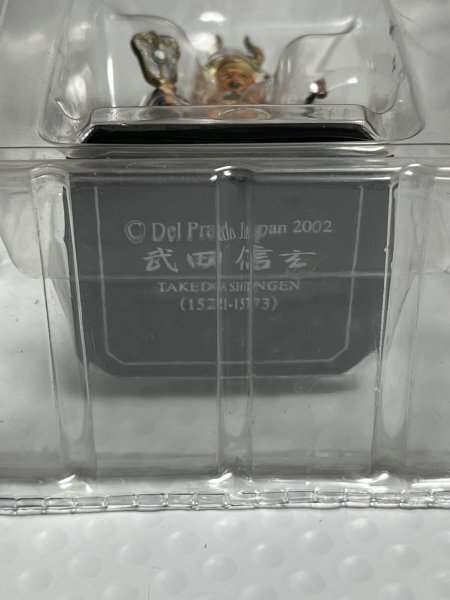 © Del Prado Japan 2002
武田信玄
TAKEDA SHINGEN
(1521-1573)